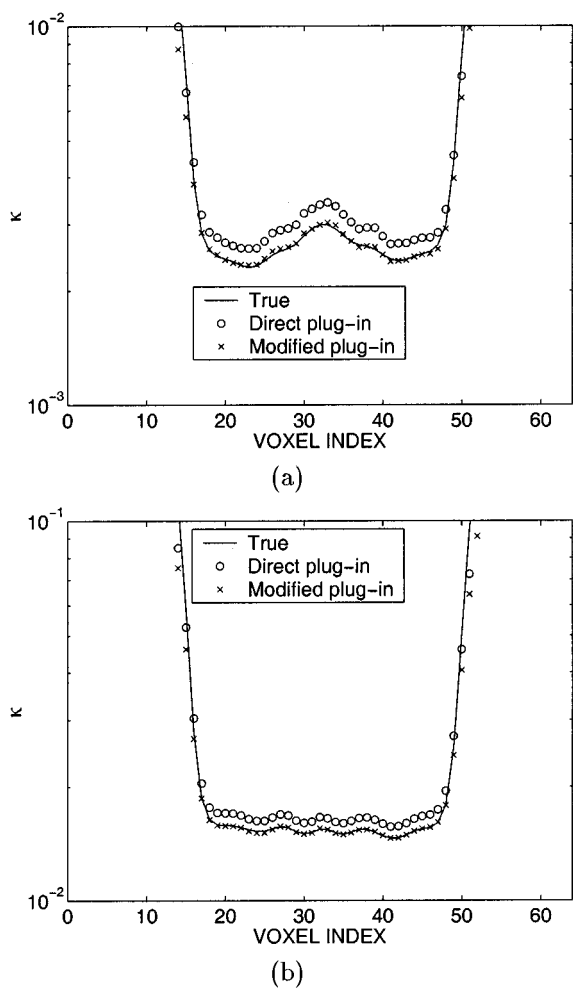 10⁻²
κ
True
Direct plug−in
Modified plug−in
10⁻³
0 10 20 30 40 50 60
VOXEL INDEX
(a)
10⁻¹
True
Direct plug−in
Modified plug−in
κ
10⁻²
0 10 20 30 40 50 60
VOXEL INDEX
(b)